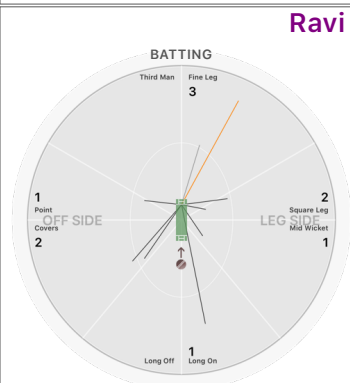 Ravi
BATTING
Third Man Fine Leg
3
1 2
Point Square Leg
OFF SIDE LEG SIDE
Covers Mid Wicket
2 1
1
Long Off Long On